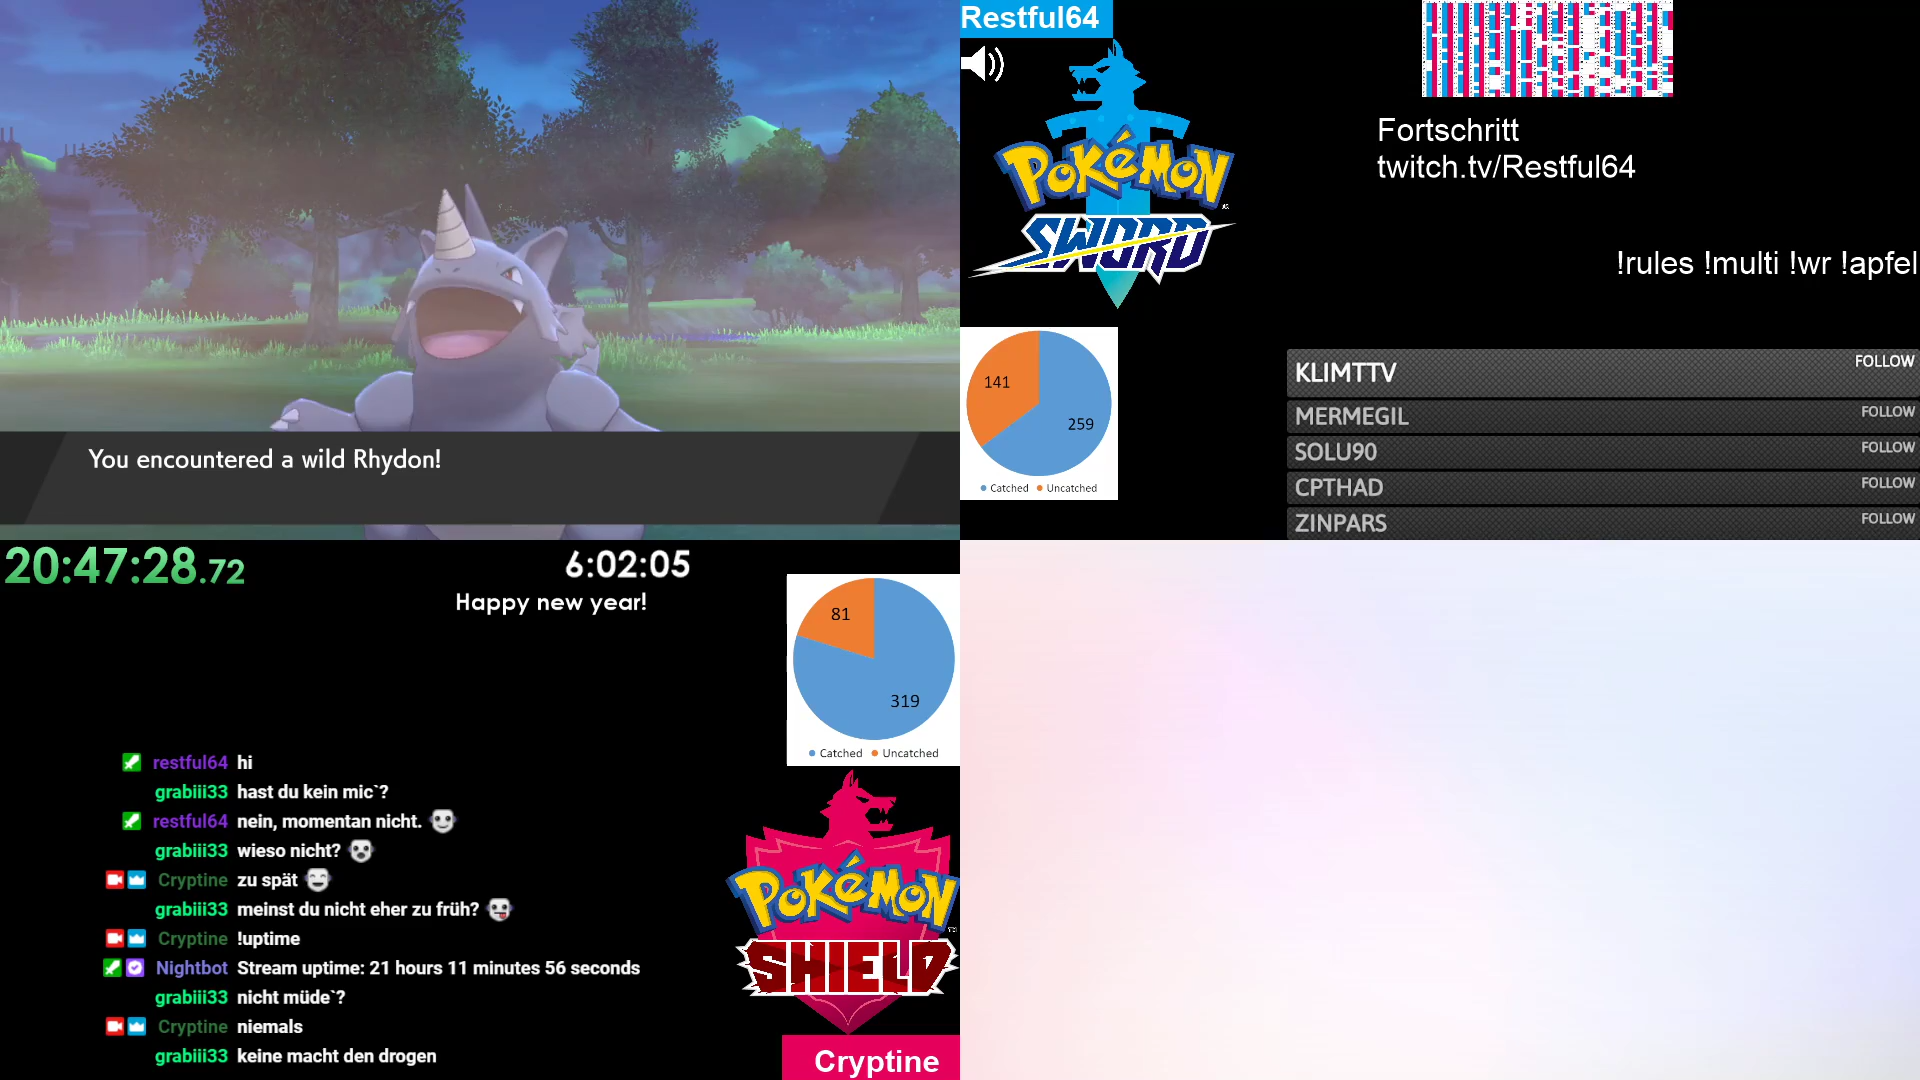 Restful64
POKéMON
SWORD
Fortschritt
twitch.tv/Restful64
!rules !multi !wr !apfel
141
259
Catched Uncatched
KLIMTTV FOLLOW
MERMEGIL FOLLOW
SOLU90 FOLLOW
CPTHAD FOLLOW
ZINPARS FOLLOW
You encountered a wild Rhydon!
20:47:28.72
6:02:05
Happy new year!
81
319
Catched Uncatched
restful64 hi
grabiii33 hast du kein mic`?
restful64 nein, momentan nicht.
grabiii33 wieso nicht?
Cryptine zu spät
grabiii33 meinst du nicht eher zu früh?
Cryptine !uptime
Nightbot Stream uptime: 21 hours 11 minutes 56 seconds
grabiii33 nicht müde`?
Cryptine niemals
grabiii33 keine macht den drogen
POKéMON
TM
SHIELD
Cryptine